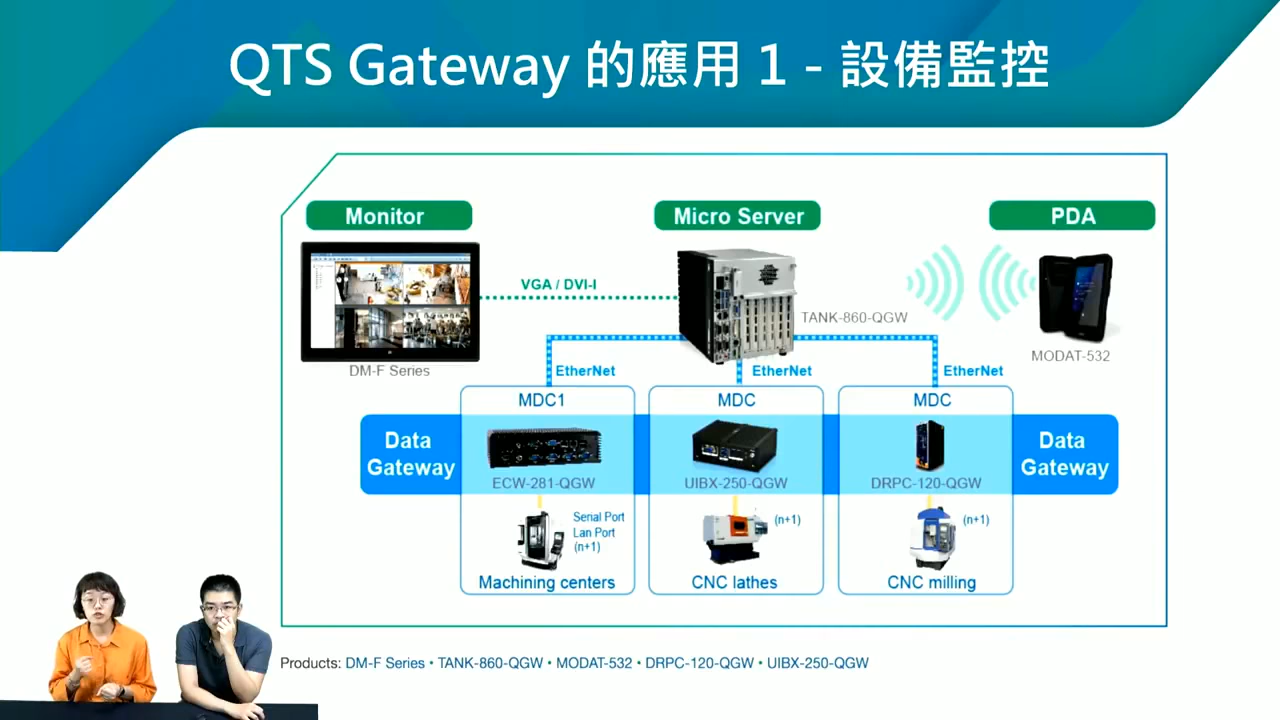 QTS Gateway 的應用 1 - 設備監控
Monitor
Micro Server
PDA
VGA / DVI-I
TANK-860-QGW
MODAT-532
DM-F Series
EtherNet
EtherNet
EtherNet
MDC1
MDC
MDC
Data
Gateway
Data
Gateway
ECW-281-QGW
UIBX-250-QGW
DRPC-120-QGW
Serial Port
Lan Port
(n+1)
(n+1)
(n+1)
Machining centers
CNC lathes
CNC milling
Products: DM-F Series • TANK-860-QGW • MODAT-532 • DRPC-120-QGW • UIBX-250-QGW